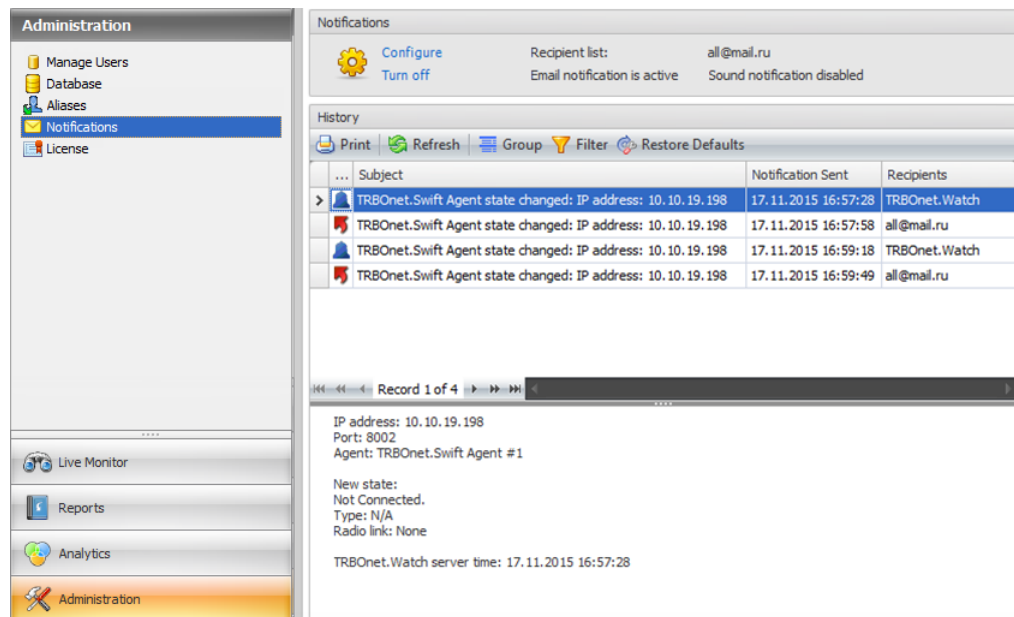 Administration
Manage Users
Database
Aliases
Notifications
License
Live Monitor
Reports
Analytics
Administration
Notifications
Configure Recipient list: all@mail.ru
Turn off Email notification is active Sound notification disabled
History
Print Refresh Group Filter Restore Defaults
... Subject Notification Sent Recipients
TRBOnet.Swift Agent state changed: IP address: 10.10.19.198 17.11.2015 16:57:28 TRBOnet.Watch
TRBOnet.Swift Agent state changed: IP address: 10.10.19.198 17.11.2015 16:57:58 all@mail.ru
TRBOnet.Swift Agent state changed: IP address: 10.10.19.198 17.11.2015 16:59:18 TRBOnet.Watch
TRBOnet.Swift Agent state changed: IP address: 10.10.19.198 17.11.2015 16:59:49 all@mail.ru
Record 1 of 4
IP address: 10.10.19.198
Port: 8002
Agent: TRBOnet.Swift Agent #1
New state:
Not Connected.
Type: N/A
Radio link: None
TRBOnet.Watch server time: 17.11.2015 16:57:28